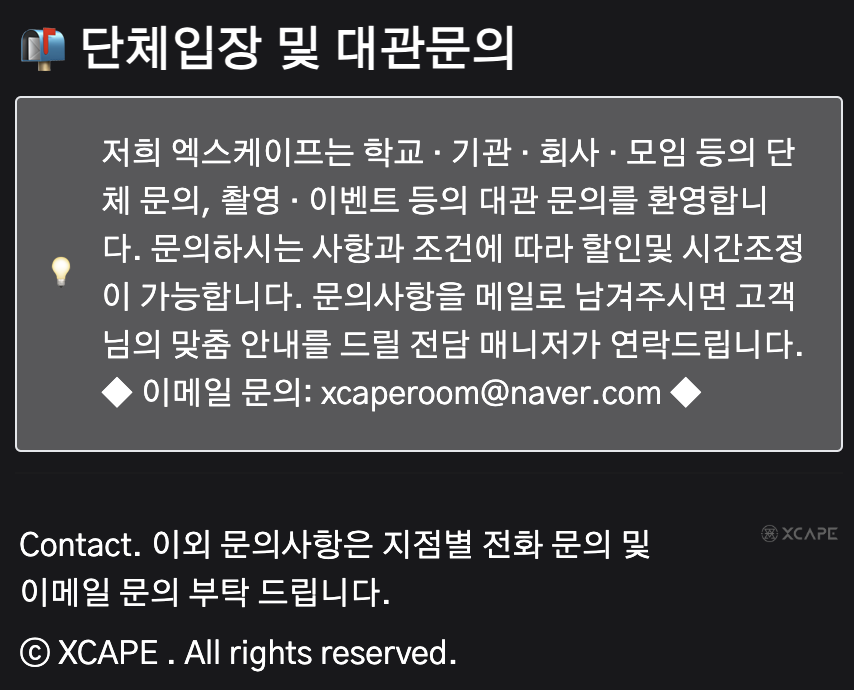 단체입장 및 대관문의
저희 엑스케이프는 학교 · 기관 · 회사 · 모임 등의 단
체 문의, 촬영 · 이벤트 등의 대관 문의를 환영합니
다. 문의하시는 사항과 조건에 따라 할인및 시간조정
이 가능합니다. 문의사항을 메일로 남겨주시면 고객
님의 맞춤 안내를 드릴 전담 매니저가 연락드립니다.
◆ 이메일 문의: xcaperoom@naver.com ◆
Contact. 이외 문의사항은 지점별 전화 문의 및
이메일 문의 부탁 드립니다.
XCAPE
ⓒ XCAPE . All rights reserved.